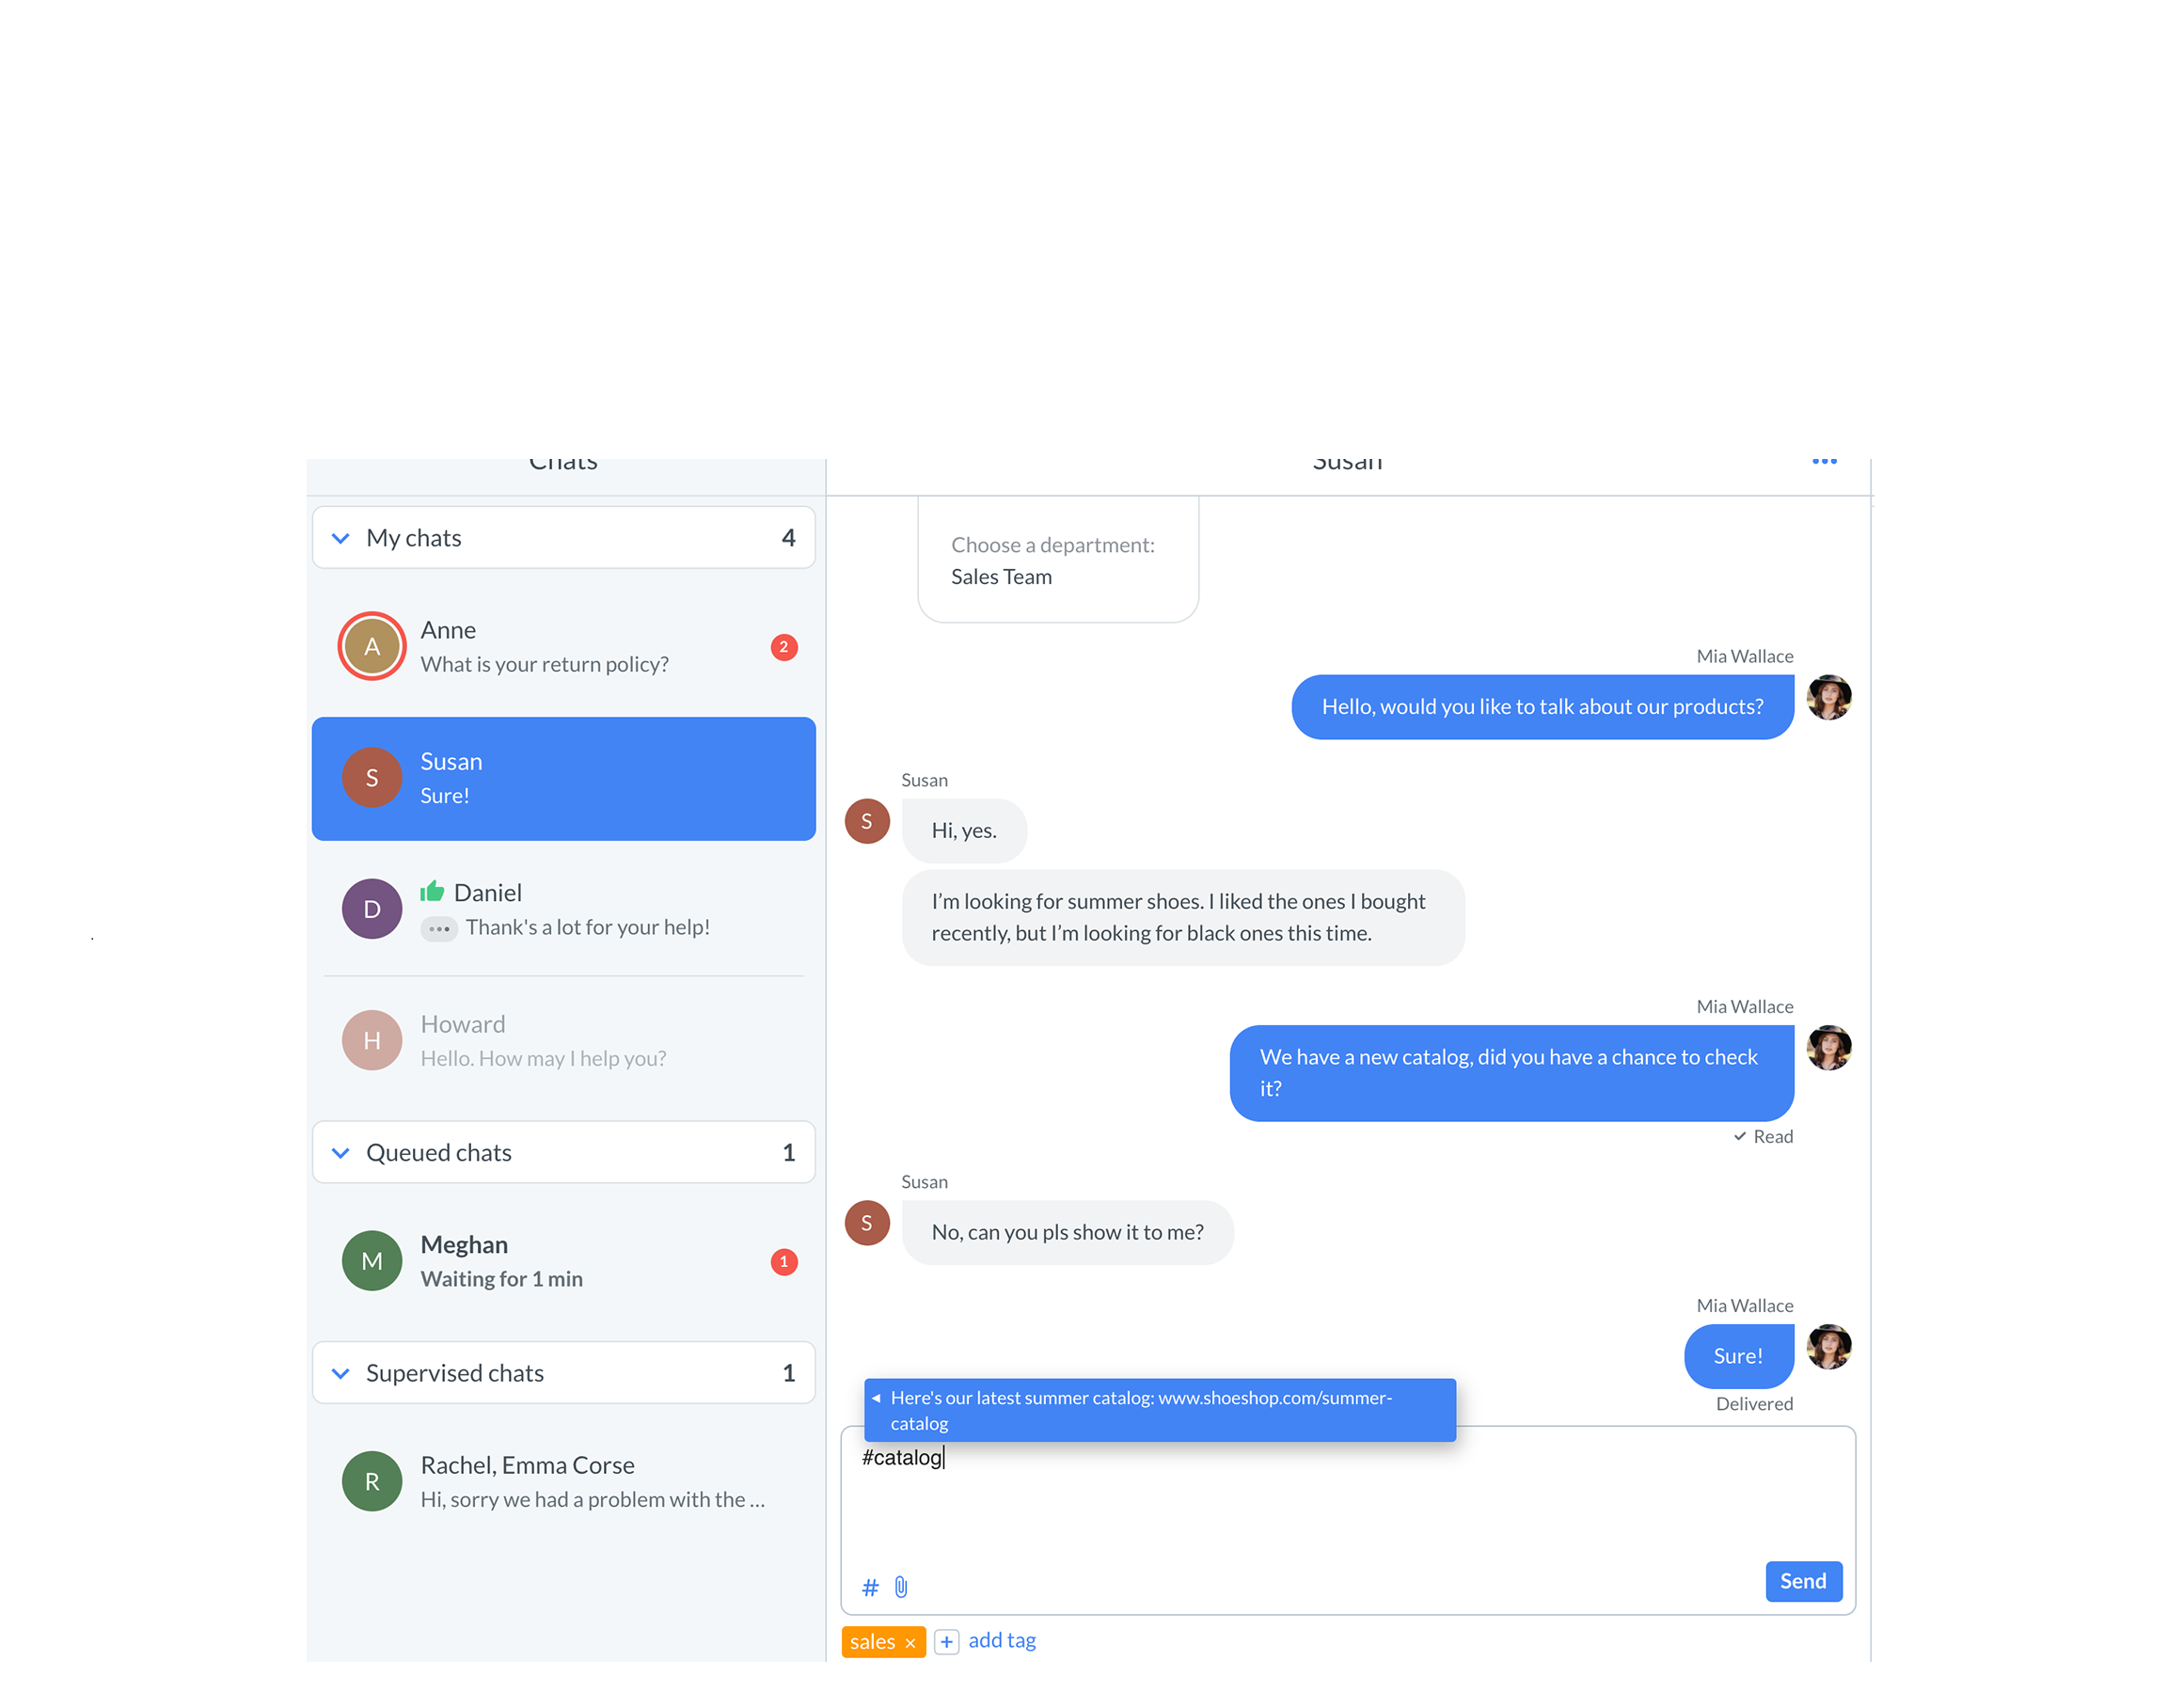 Chats
My chats 4
A
Anne
What is your return policy?
2
S
Susan
Sure!
D
Daniel
Thank's a lot for your help!
H
Howard
Hello. How may I help you?
Queued chats 1
M
Meghan
Waiting for 1 min
1
Supervised chats 1
R
Rachel, Emma Corse
Hi, sorry we had a problem with the ...
Susan
Choose a department:
Sales Team
Mia Wallace
Hello, would you like to talk about our products?
Susan
S
Hi, yes.
I’m looking for summer shoes. I liked the ones I bought
recently, but I’m looking for black ones this time.
Mia Wallace
We have a new catalog, did you have a chance to check
it?
Read
Susan
S
No, can you pls show it to me?
Mia Wallace
Sure!
Delivered
Here's our latest summer catalog: www.shoeshop.com/summer-
catalog
#catalog
#
Send
sales ×
+ add tag